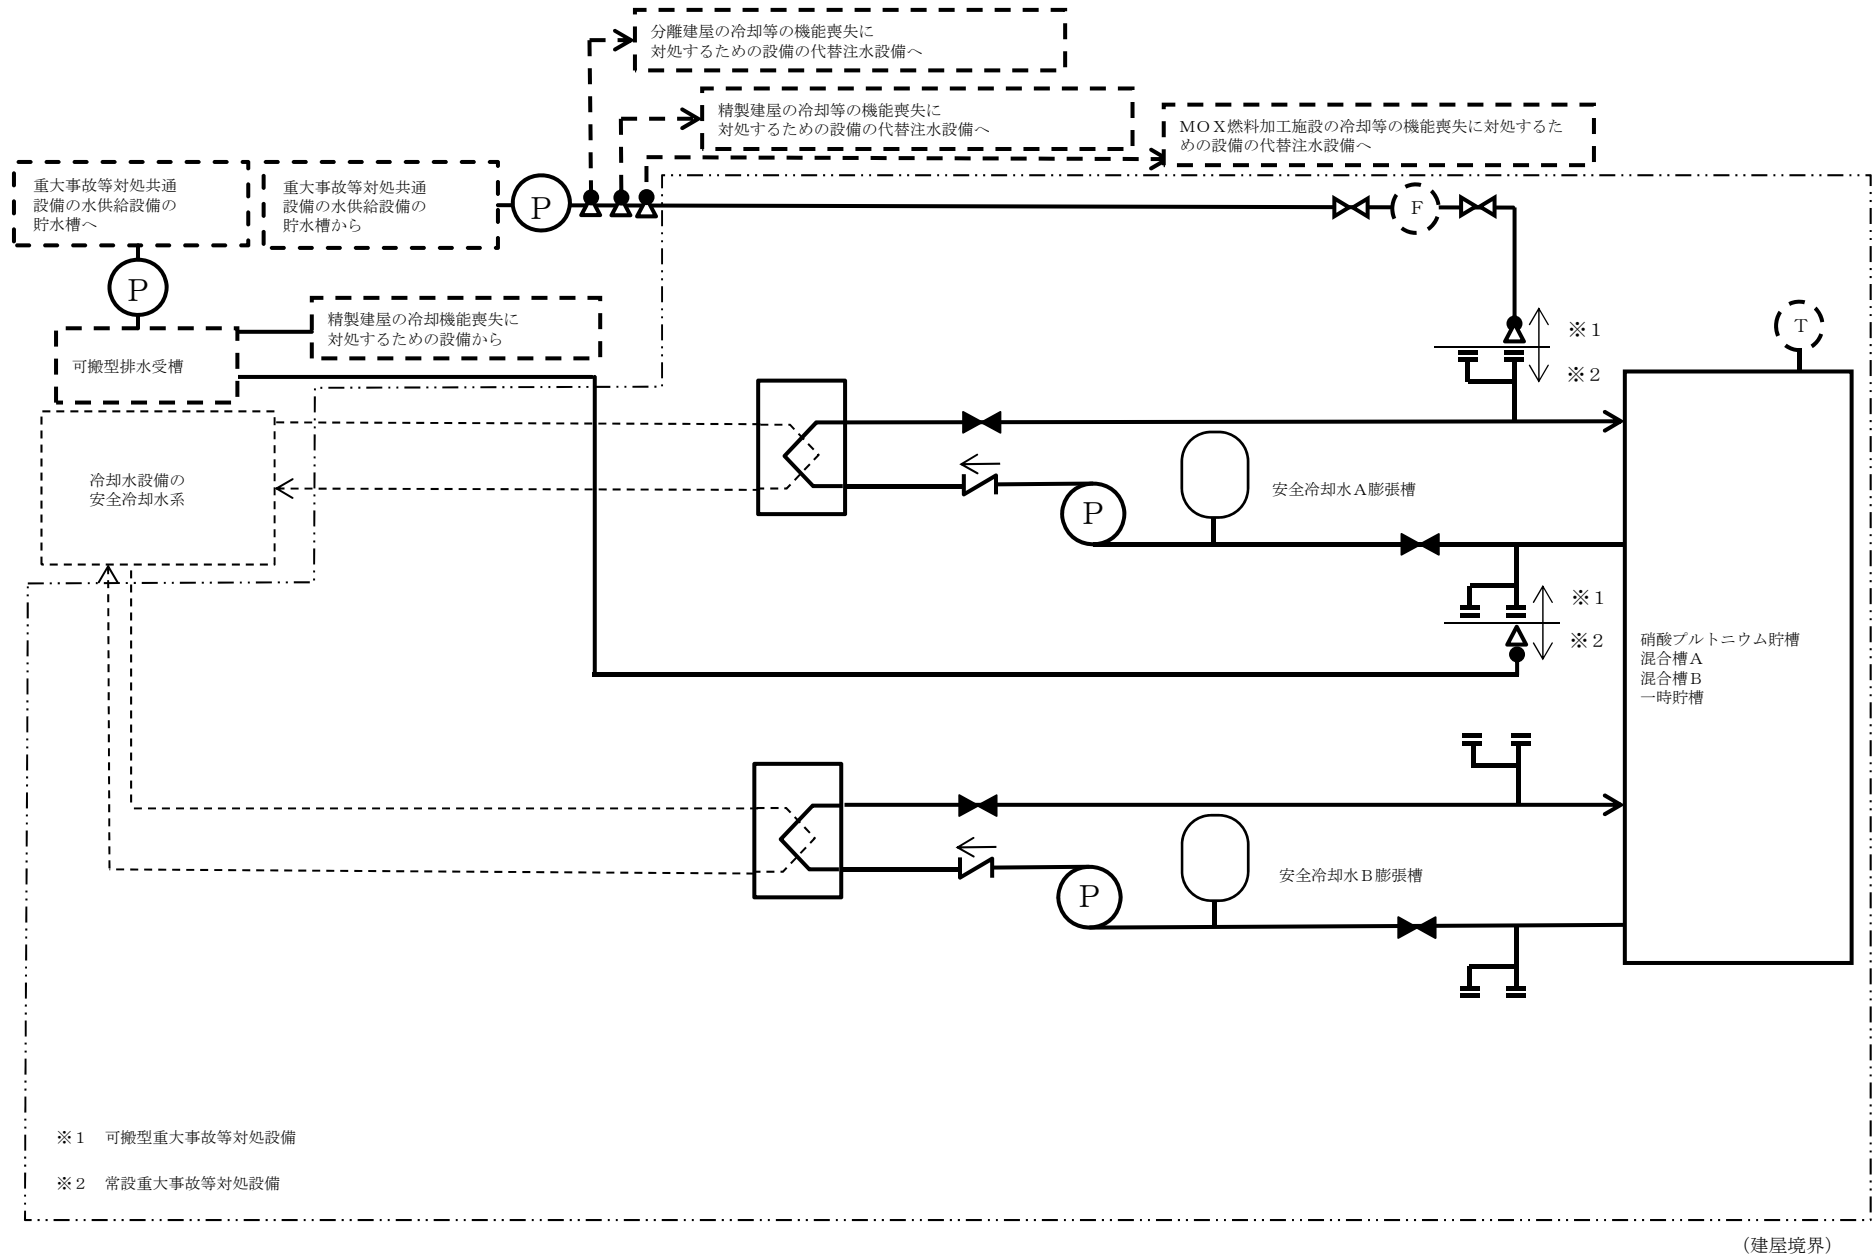 分離建屋の冷却等の機能喪失に
対処するための設備の代替注水設備へ
精製建屋の冷却等の機能喪失に
対処するための設備の代替注水設備へ
ＭＯＸ燃料加工施設の冷却等の機能喪失に対処するた
めの設備の代替注水設備へ
重大事故等対処共通
設備の水供給設備の
貯水槽へ
重大事故等対処共通
設備の水供給設備の
貯水槽から
Ｐ
Ｆ
Ｐ
精製建屋の冷却機能喪失に
対処するための設備から
※１
Ｔ
可搬型排水受槽
※２
冷却水設備の
安全冷却水系
安全冷却水Ａ膨張槽
Ｐ
※１
※２
硝酸プルトニウム貯槽
混合槽Ａ
混合槽Ｂ
一時貯槽
安全冷却水Ｂ膨張槽
Ｐ
※１　可搬型重大事故等対処設備
※２　常設重大事故等対処設備
（建屋境界）